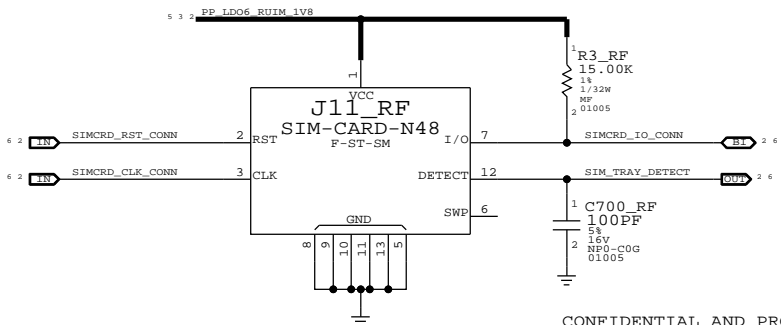 5 3 2 PP_LDO6_RUIM_1V8
1 R3_RF
15.00K
1%
1/32W
MF
2 01005
1
VCC
J11_RF
SIM-CARD-N48
F-ST-SM
6 2 IN SIMCRD_RST_CONN 2 RST
I/O 7 SIMCRD_IO_CONN BI 2 6
6 2 IN SIMCRD_CLK_CONN 3 CLK
DETECT 12 SIM_TRAY_DETECT OUT 2 6
SWP 6
GND
8 9 10 11 13 5
1 C700_RF
100PF
5%
2 16V
NP0-C0G
01005
CONFIDENTIAL AND PRO